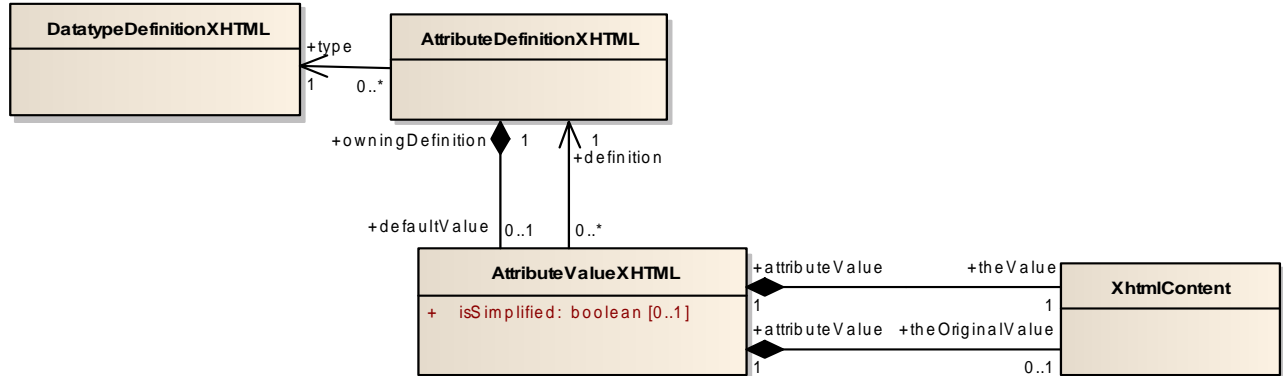 DatatypeDefinitionXHTML
AttributeDefinitionXHTML
+type
1
0..*
+owningDefinition
1
1
+definition
+defaultValue
0..1
0..*
AttributeValueXHTML
+ isSimplified: boolean [0..1]
+attributeValue
+theValue
1
1
+attributeValue
+theOriginalValue
1
0..1
XhtmlContent